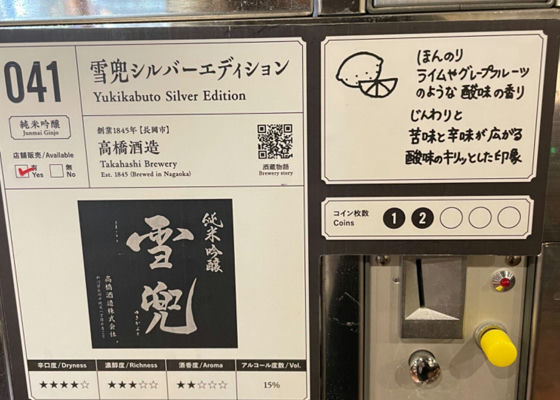 041
雪兜シルバーエディション
Yukikabuto Silver Edition
純米吟醸
Junmai Ginjo
店舗販売/Available
有
Yes
無
No
創業1845年【長岡市】
高橋酒造
Takahashi Brewery
Est. 1845 (Brewed in Nagaoka)
酒蔵物語
Brewery story
純米吟醸
雪兜
ゆきかぶと
高橋酒造株式会社
辛口度/Dryness
★★★★☆
濃醇度/Richness
★★★☆☆
酒香度/Aroma
★★☆☆☆
アルコール度数/Vol.
15%
ほんのり
ライムやグレープフルーツ
のような 酸味の香り
じんわりと
苦味と辛味が広がる
酸味のキリッとした印象
コイン枚数
Coins
1 2